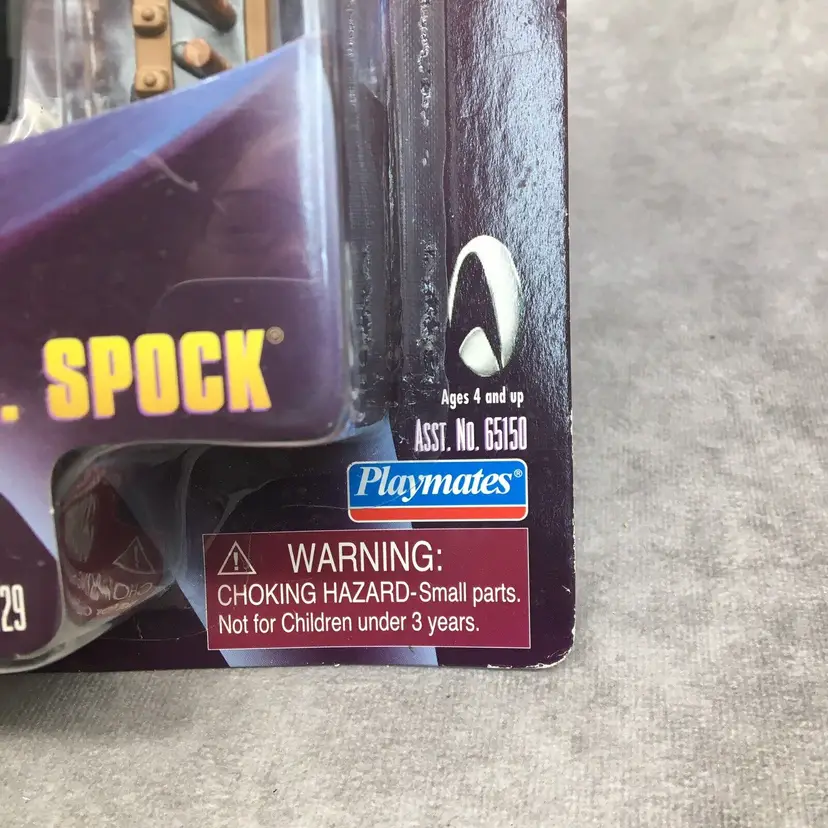 . SPOCK®
Ages 4 and up
ASST. NO. 65150
Playmates®
WARNING:
CHOKING HAZARD-Small parts.
Not for Children under 3 years.
29